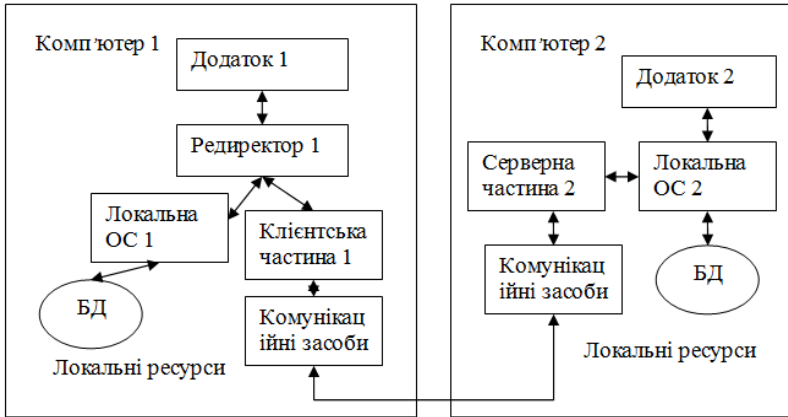 Комп'ютер 1
Додаток 1
Редиректор 1
Локальна
ОС 1
Клієнтська
частина 1
БД
Комунікац
ійні засоби
Локальні ресурси
Комп'ютер 2
Додаток 2
Серверна
частина 2
Локальна
ОС 2
Комунікац
ійні засоби
БД
Локальні ресурси